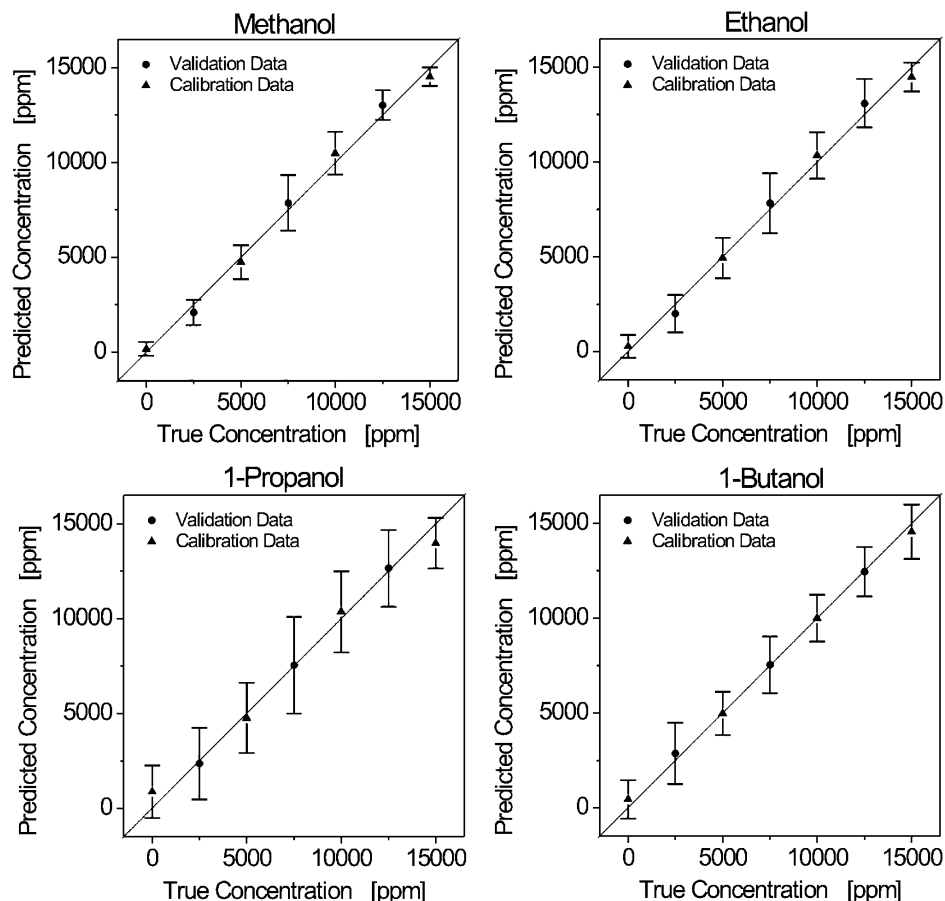 Methanol
Validation Data
Calibration Data
Predicted Concentration [ppm]
15000
10000
5000
0
0 5000 10000 15000
True Concentration [ppm]
Ethanol
Validation Data
Calibration Data
Predicted Concentration [ppm]
15000
10000
5000
0
0 5000 10000 15000
True Concentration [ppm]
1-Propanol
Validation Data
Calibration Data
Predicted Concentration [ppm]
15000
10000
5000
0
0 5000 10000 15000
True Concentration [ppm]
1-Butanol
Validation Data
Calibration Data
Predicted Concentration [ppm]
15000
10000
5000
0
0 5000 10000 15000
True Concentration [ppm]